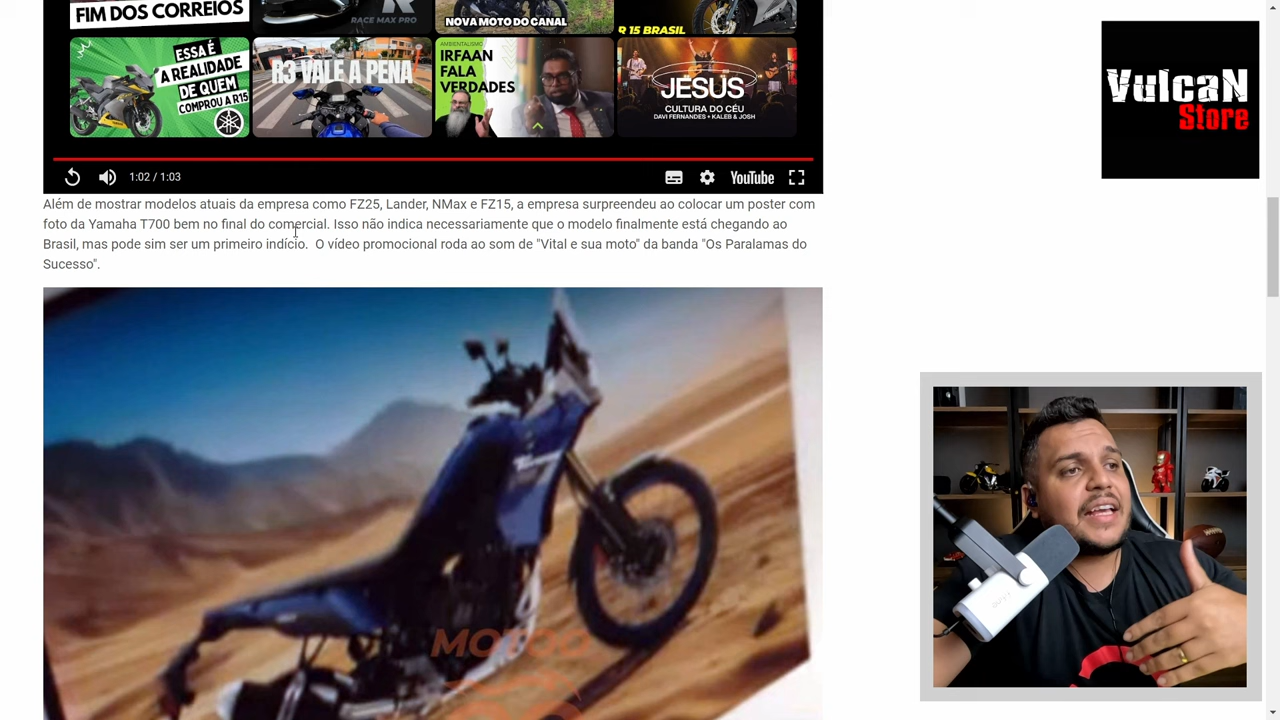 FIM DOS CORREIOS
RACE MAX PRO
NOVA MOTO DO CANAL
R 15 BRASIL
ESSA É
A REALIDADE
DE QUEM
COMPROU A R15
R3 VALE A PENA
AMBIENTALISMO
IRFAAN
FALA
VERDADES
JESUS
CULTURA DO CÉU
DAVI FERNANDES + KALEB & JOSH
1:02 / 1:03
YouTube
VulcaN
Store
Além de mostrar modelos atuais da empresa como FZ25, Lander, NMax e FZ15, a empresa surpreendeu ao colocar um poster com
foto da Yamaha T700 bem no final do comercial. Isso não indica necessariamente que o modelo finalmente está chegando ao
Brasil, mas pode sim ser um primeiro indício.  O vídeo promocional roda ao som de "Vital e sua moto" da banda "Os Paralamas do
Sucesso".